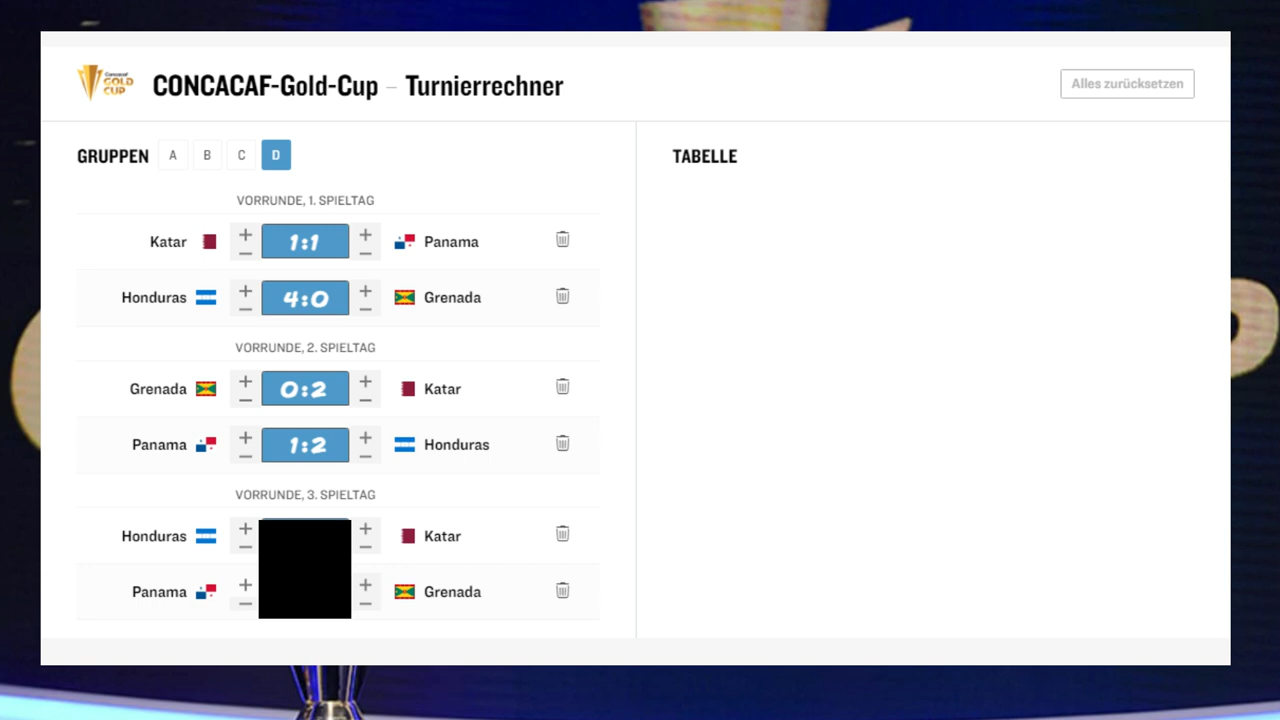 Concacaf
GOLD
CUP
CONCACAF-Gold-Cup – Turnierrechner
Alles zurücksetzen
GRUPPEN A B C D
TABELLE
VORRUNDE, 1. SPIELTAG
Katar + − 1:1 + − Panama
Honduras + − 4:0 + − Grenada
VORRUNDE, 2. SPIELTAG
Grenada + − 0:2 + − Katar
Panama + − 1:2 + − Honduras
VORRUNDE, 3. SPIELTAG
Honduras + − + − Katar
Panama + − + − Grenada